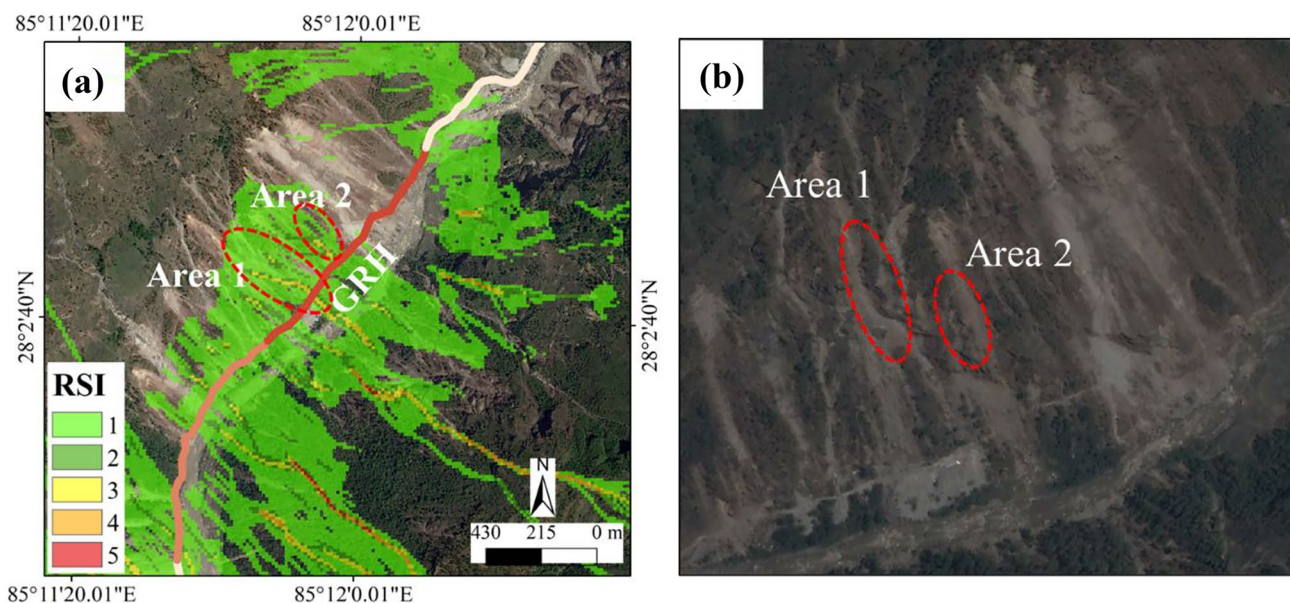 85°11'20.01"E
85°12'0.01"E
(a)
Area 2
Area 1
GRH
28°2'40"N
28°2'40"N
RSI
1
2
3
4
5
N
430
215
0 m
85°11'20.01"E
85°12'0.01"E
(b)
Area 1
Area 2